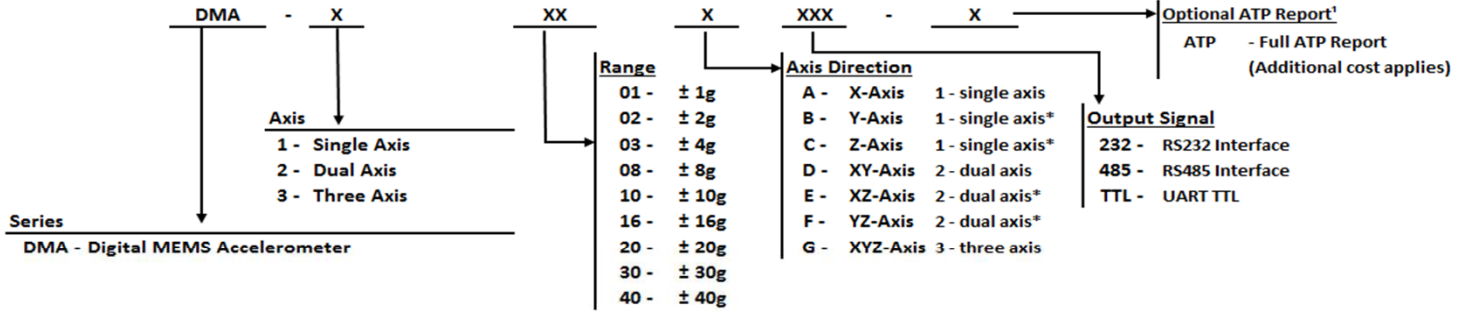 DMA - X XX X XXX - X
Optional ATP Report¹
ATP - Full ATP Report
(Additional cost applies)
Range
01 - ± 1g
02 - ± 2g
03 - ± 4g
08 - ± 8g
10 - ± 10g
16 - ± 16g
20 - ± 20g
30 - ± 30g
40 - ± 40g
Axis Direction
A - X-Axis 1 - single axis
B - Y-Axis 1 - single axis*
C - Z-Axis 1 - single axis*
D - XY-Axis 2 - dual axis
E - XZ-Axis 2 - dual axis*
F - YZ-Axis 2 - dual axis*
G - XYZ-Axis 3 - three axis
Output Signal
232 - RS232 Interface
485 - RS485 Interface
TTL - UART TTL
Axis
1 - Single Axis
2 - Dual Axis
3 - Three Axis
Series
DMA - Digital MEMS Accelerometer